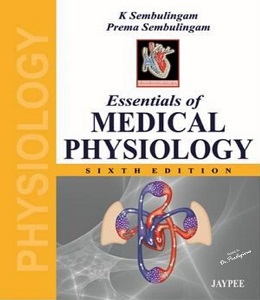 K Sembulingam
Prema Sembulingam
Essentials of
MEDICAL
PHYSIOLOGY
SIXTH EDITION
PHYSIOLOGY
JAYPEE